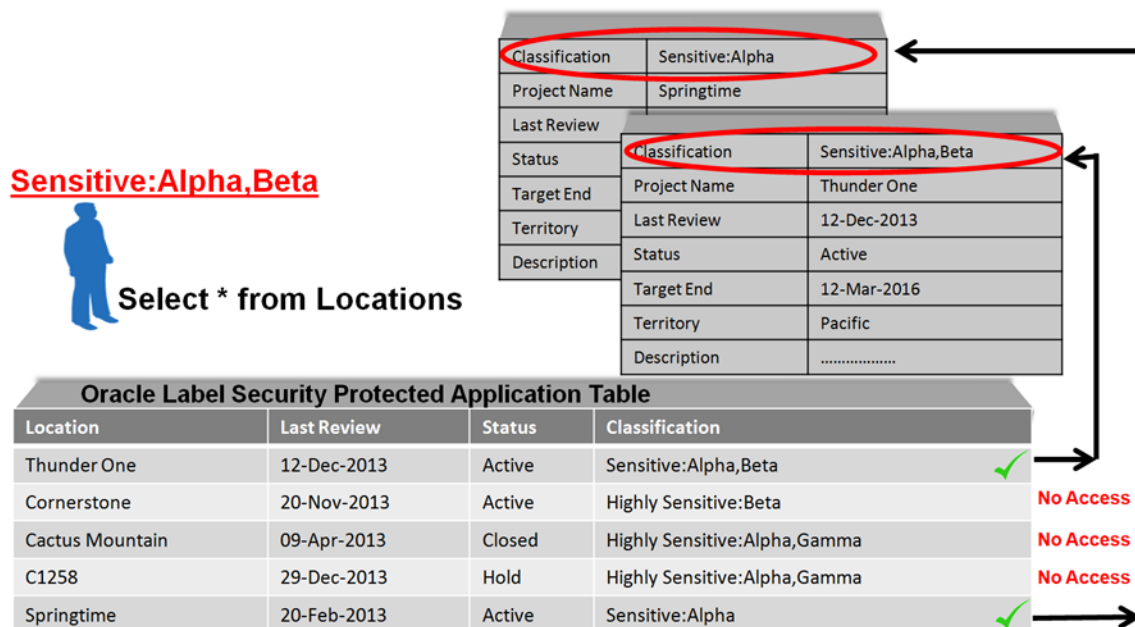 Classification Sensitive:Alpha
Project Name Springtime
Last Review
Status
Target End
Territory
Description
Classification Sensitive:Alpha,Beta
Project Name Thunder One
Last Review 12-Dec-2013
Status Active
Target End 12-Mar-2016
Territory Pacific
Description ..................
Sensitive:Alpha,Beta
Select * from Locations
Oracle Label Security Protected Application Table
Location Last Review Status Classification
Thunder One 12-Dec-2013 Active Sensitive:Alpha,Beta
Cornerstone 20-Nov-2013 Active Highly Sensitive:Beta No Access
Cactus Mountain 09-Apr-2013 Closed Highly Sensitive:Alpha,Gamma No Access
C1258 29-Dec-2013 Hold Highly Sensitive:Alpha,Gamma No Access
Springtime 20-Feb-2013 Active Sensitive:Alpha